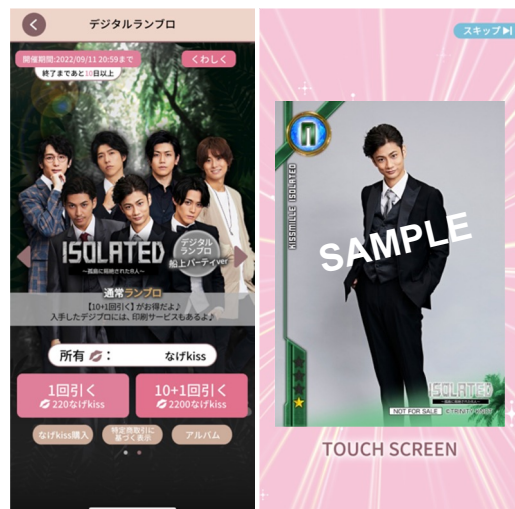 デジタルランブロ
開催期間:2022/09/11 20:59まで
くわしく
終了まであと10日以上
ISOLATED
~孤島に隔絶された8人~
デジタル
ランブロ
船上パーティver
通常ランブロ
【10+1回引く】がお得だよ♪
入手したデジブロには、印刷サービスもあるよ♪
所有 : なげkiss
1回引く
220なげkiss
10+1回引く
2200なげkiss
なげkiss購入
特定商取引に
基づく表示
アルバム
スキップ
n
KISSMILLE ISOLATED
SAMPLE
ISOLATED
NOT FOR SALE
TOUCH SCREEN